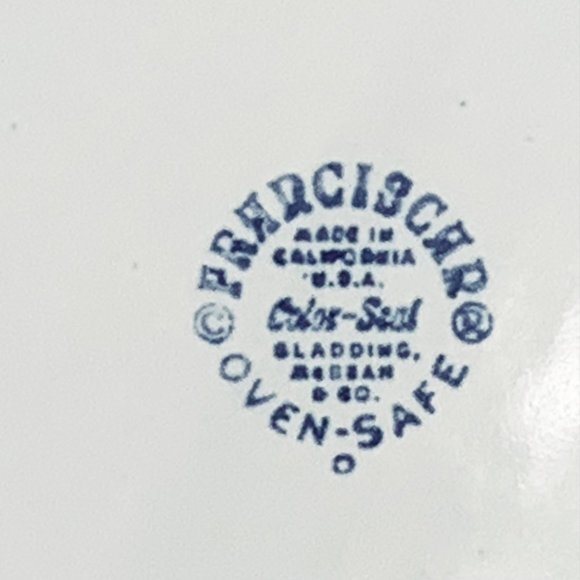 FRANCISCAN
MADE IN
CALIFORNIA
U.S.A.
Color-Seal
GLADDING,
McBEAN
& CO.
© ®
OVEN-SAFE